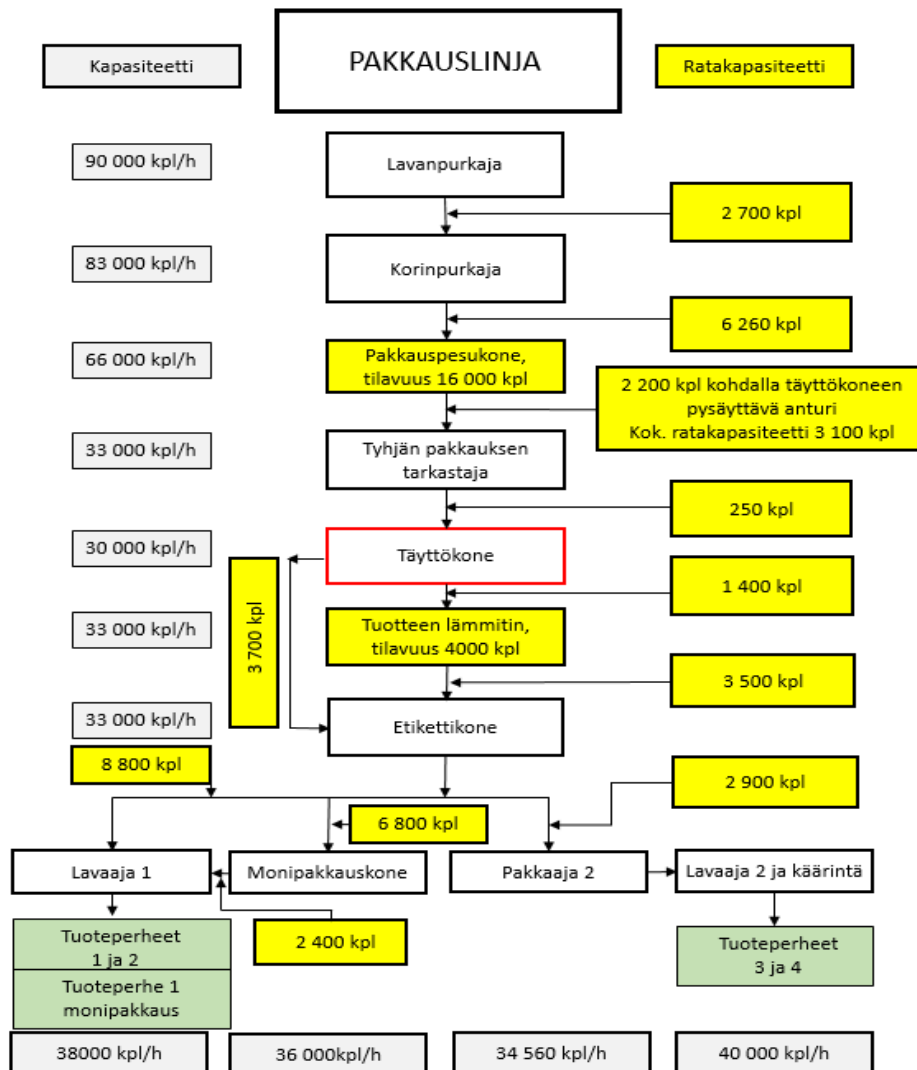 Kapasiteetti
PAKKAUSLINJA
Ratakapasiteetti
90 000 kpl/h
Lavanpurkaja
2 700 kpl
83 000 kpl/h
Korinpurkaja
6 260 kpl
66 000 kpl/h
Pakkauspesukone,
tilavuus 16 000 kpl
2 200 kpl kohdalla täyttökoneen
pysäyttävä anturi
Kok. ratakapasiteetti 3 100 kpl
33 000 kpl/h
Tyhjän pakkauksen
tarkastaja
250 kpl
30 000 kpl/h
Täyttökone
3 700 kpl
1 400 kpl
33 000 kpl/h
Tuotteen lämmitin,
tilavuus 4000 kpl
3 500 kpl
33 000 kpl/h
Etikettikone
8 800 kpl
2 900 kpl
6 800 kpl
Lavaaja 1
Monipakkauskone
Pakkaaja 2
Lavaaja 2 ja käärintä
Tuoteperheet
1 ja 2
Tuoteperhe 1
monipakkaus
2 400 kpl
Tuoteperheet
3 ja 4
38000 kpl/h
36 000kpl/h
34 560 kpl/h
40 000 kpl/h